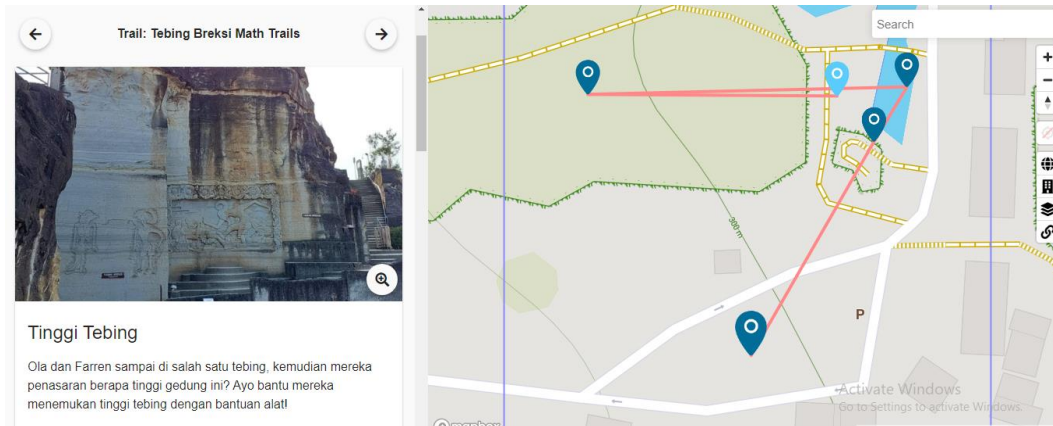 Trail: Tebing Breksi Math Trails
Tinggi Tebing
Ola dan Farren sampai di salah satu tebing, kemudian mereka
penasaran berapa tinggi gedung ini? Ayo bantu mereka
menemukan tinggi tebing dengan bantuan alat!
Search
300 m
P
Activate Windows
Go to Settings to activate Windows.
mapbox